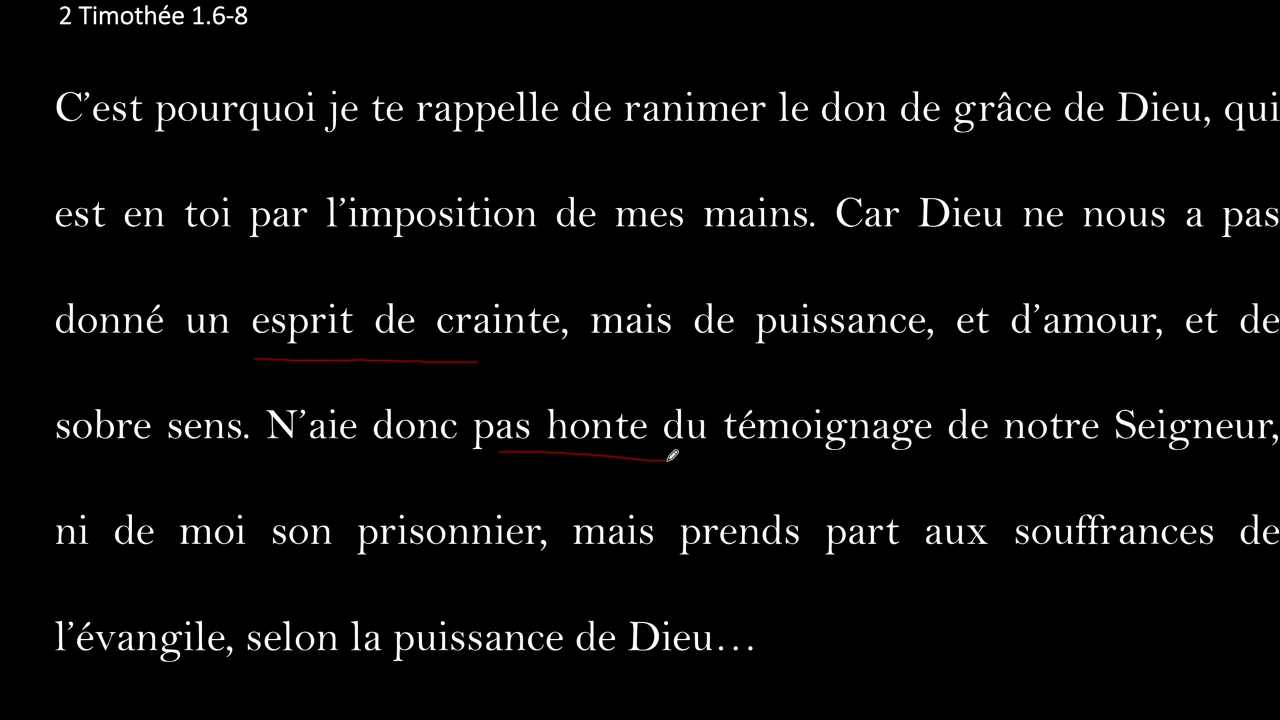 2 Timothée 1.6-8
C’est pourquoi je te rappelle de ranimer le don de grâce de Dieu, qui
est en toi par l’imposition de mes mains. Car Dieu ne nous a pas
donné un esprit de crainte, mais de puissance, et d’amour, et de
sobre sens. N’aie donc pas honte du témoignage de notre Seigneur,
ni de moi son prisonnier, mais prends part aux souffrances de
l’évangile, selon la puissance de Dieu…